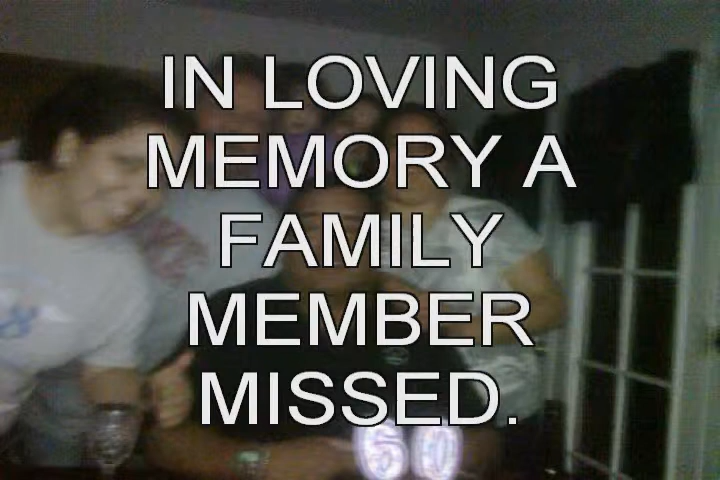 IN LOVING
MEMORY A
FAMILY
MEMBER
MISSED.
60